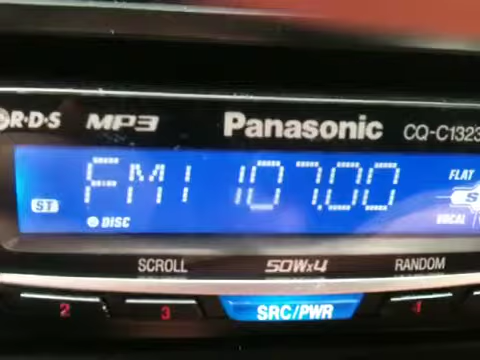 R·D·S MP3 Panasonic CQ-C1323
FM1 107.00 FLAT
ST DISC VOCAL
SCROLL 50Wx4 RANDOM
2 3 SRC/PWR 4